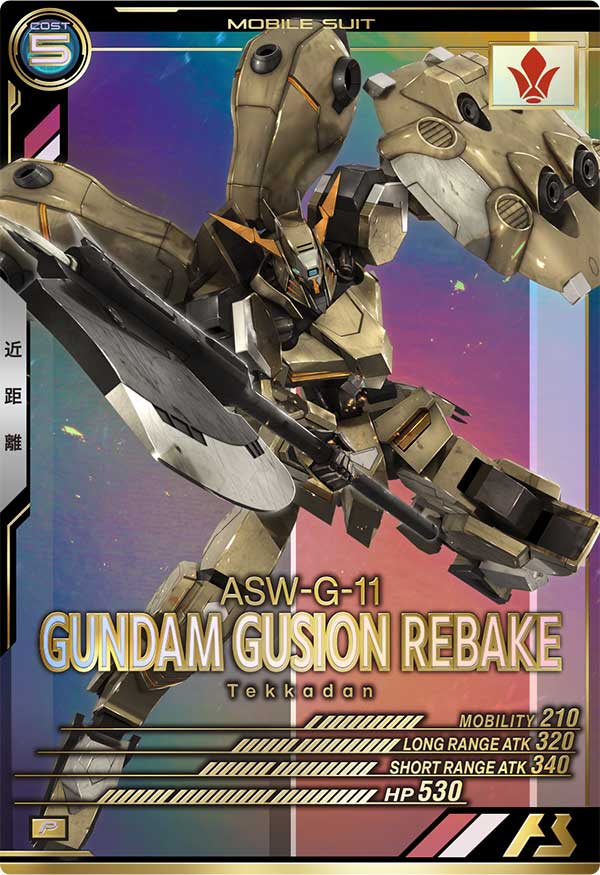 MOBILE SUIT
COST
5
近距離
ASW-G-11
GUNDAM GUSION REBAKE
Tekkadan
MOBILITY 210
LONG RANGE ATK 320
SHORT RANGE ATK 340
HP 530
P